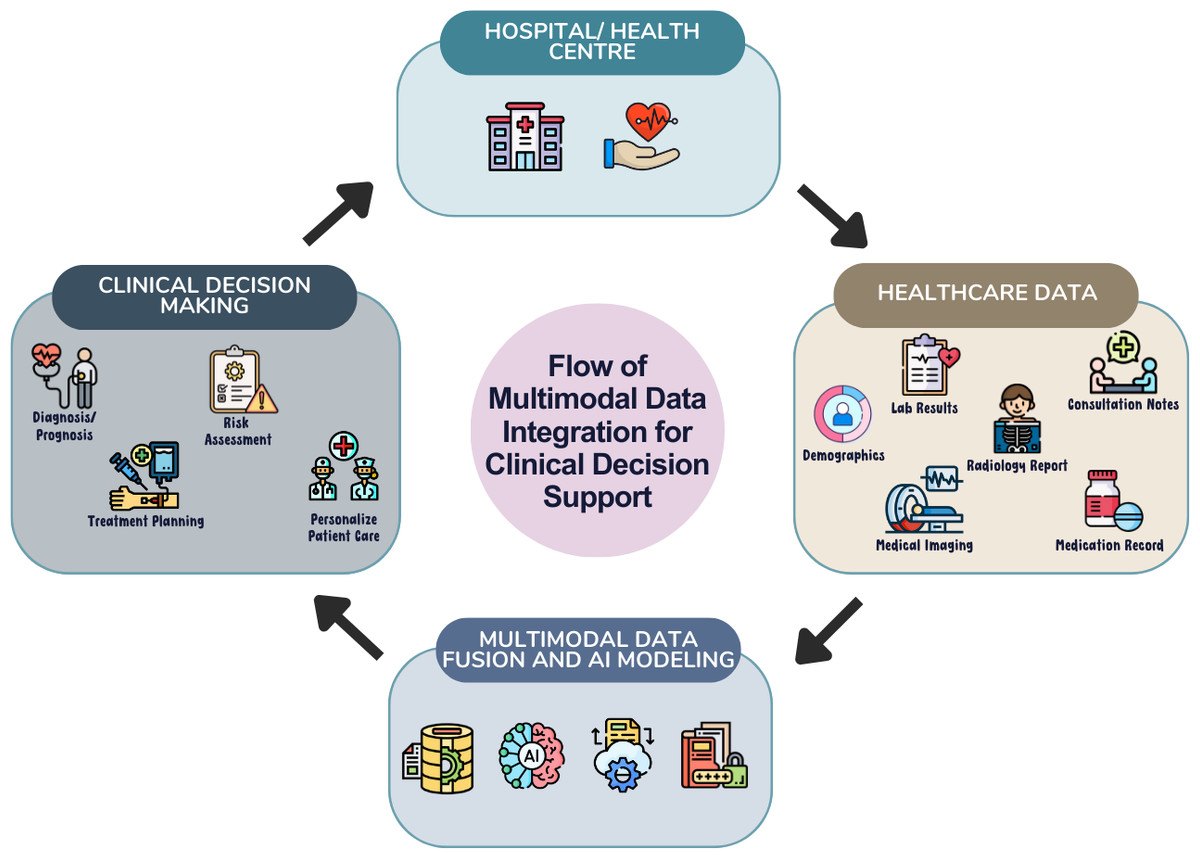 HOSPITAL/ HEALTH
CENTRE
CLINICAL DECISION
MAKING
Diagnosis/
Prognosis
Risk
Assessment
Treatment Planning
Personalize
Patient Care
Flow of
Multimodal Data
Integration for
Clinical Decision
Support
HEALTHCARE DATA
Lab Results
Consultation Notes
Demographics
Radiology Report
Medical Imaging
Medication Record
MULTIMODAL DATA
FUSION AND AI MODELING
AI